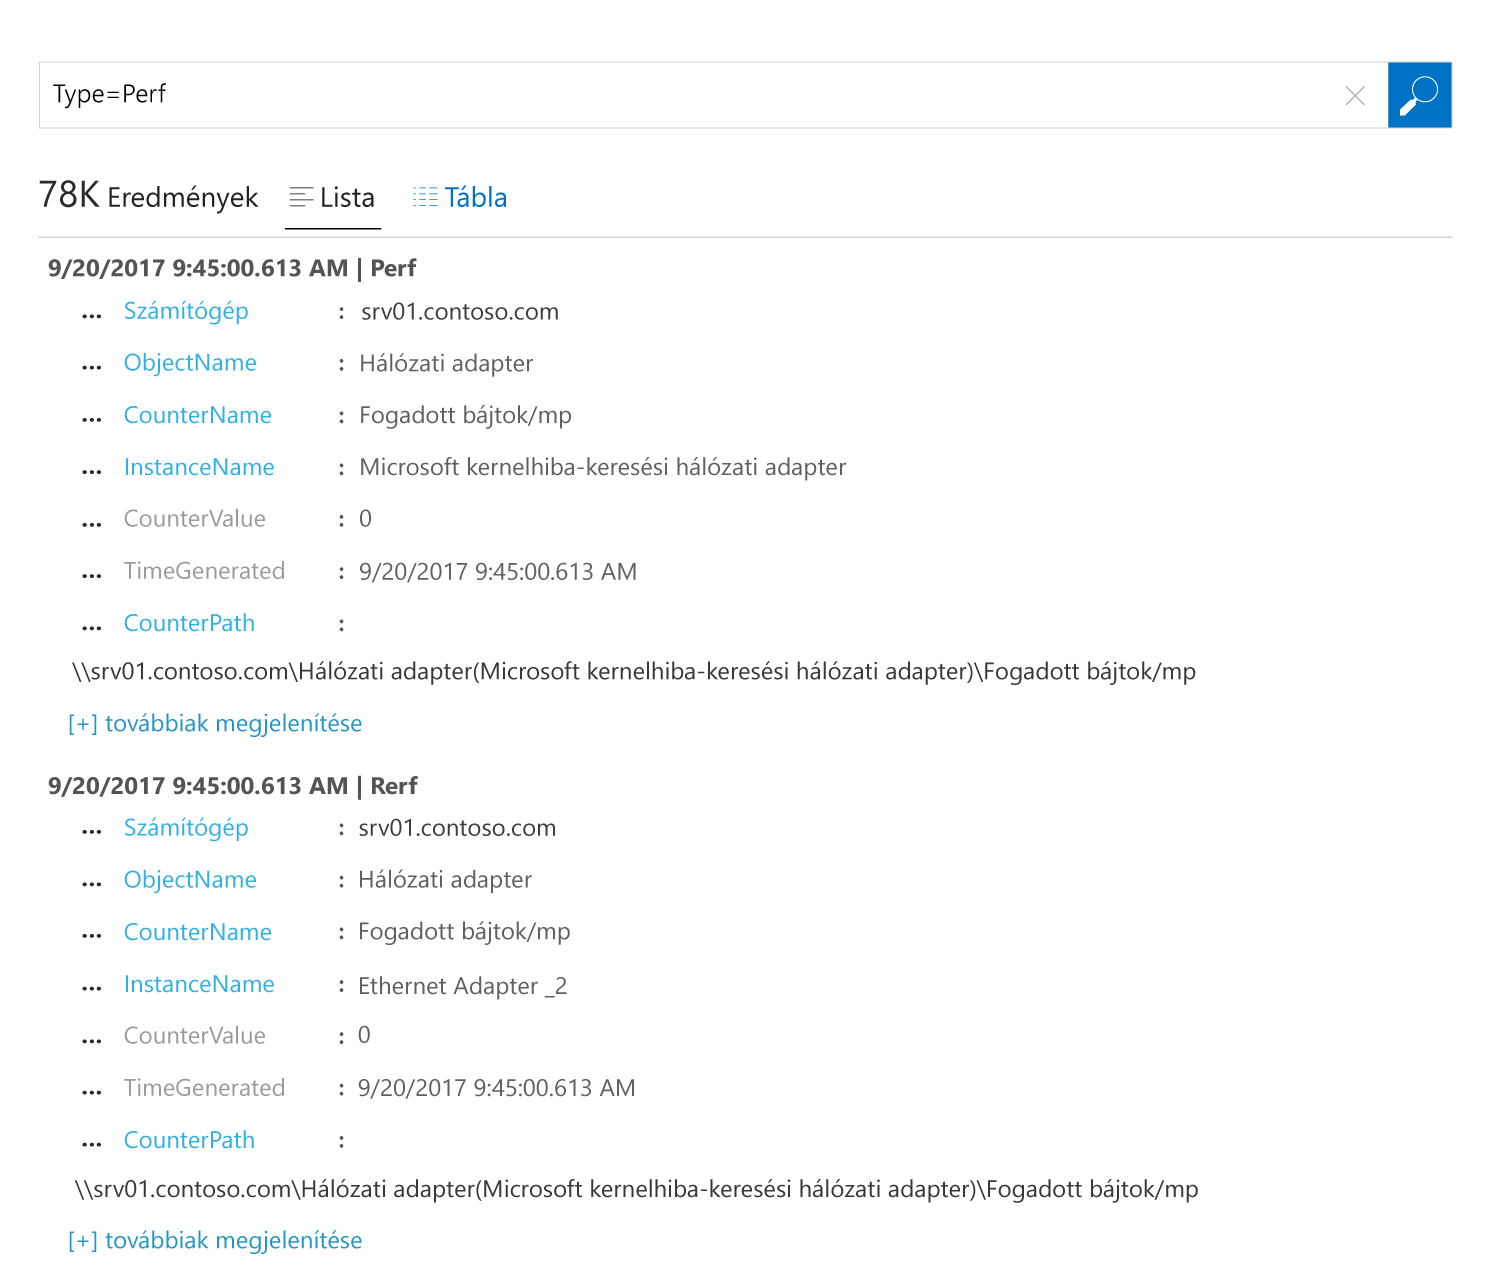 Type=Perf
78K Eredmények Lista Tábla
9/20/2017 9:45:00.613 AM | Perf
... Számítógép : srv01.contoso.com
... ObjectName : Hálózati adapter
... CounterName : Fogadott bájtok/mp
... InstanceName : Microsoft kernelhiba-keresési hálózati adapter
... CounterValue : 0
... TimeGenerated : 9/20/2017 9:45:00.613 AM
... CounterPath :
\\srv01.contoso.com\Hálózati adapter(Microsoft kernelhiba-keresési hálózati adapter)\Fogadott bájtok/mp
[+] továbbiak megjelenítése
9/20/2017 9:45:00.613 AM | Rerf
... Számítógép : srv01.contoso.com
... ObjectName : Hálózati adapter
... CounterName : Fogadott bájtok/mp
... InstanceName : Ethernet Adapter _2
... CounterValue : 0
... TimeGenerated : 9/20/2017 9:45:00.613 AM
... CounterPath :
\\srv01.contoso.com\Hálózati adapter(Microsoft kernelhiba-keresési hálózati adapter)\Fogadott bájtok/mp
[+] továbbiak megjelenítése